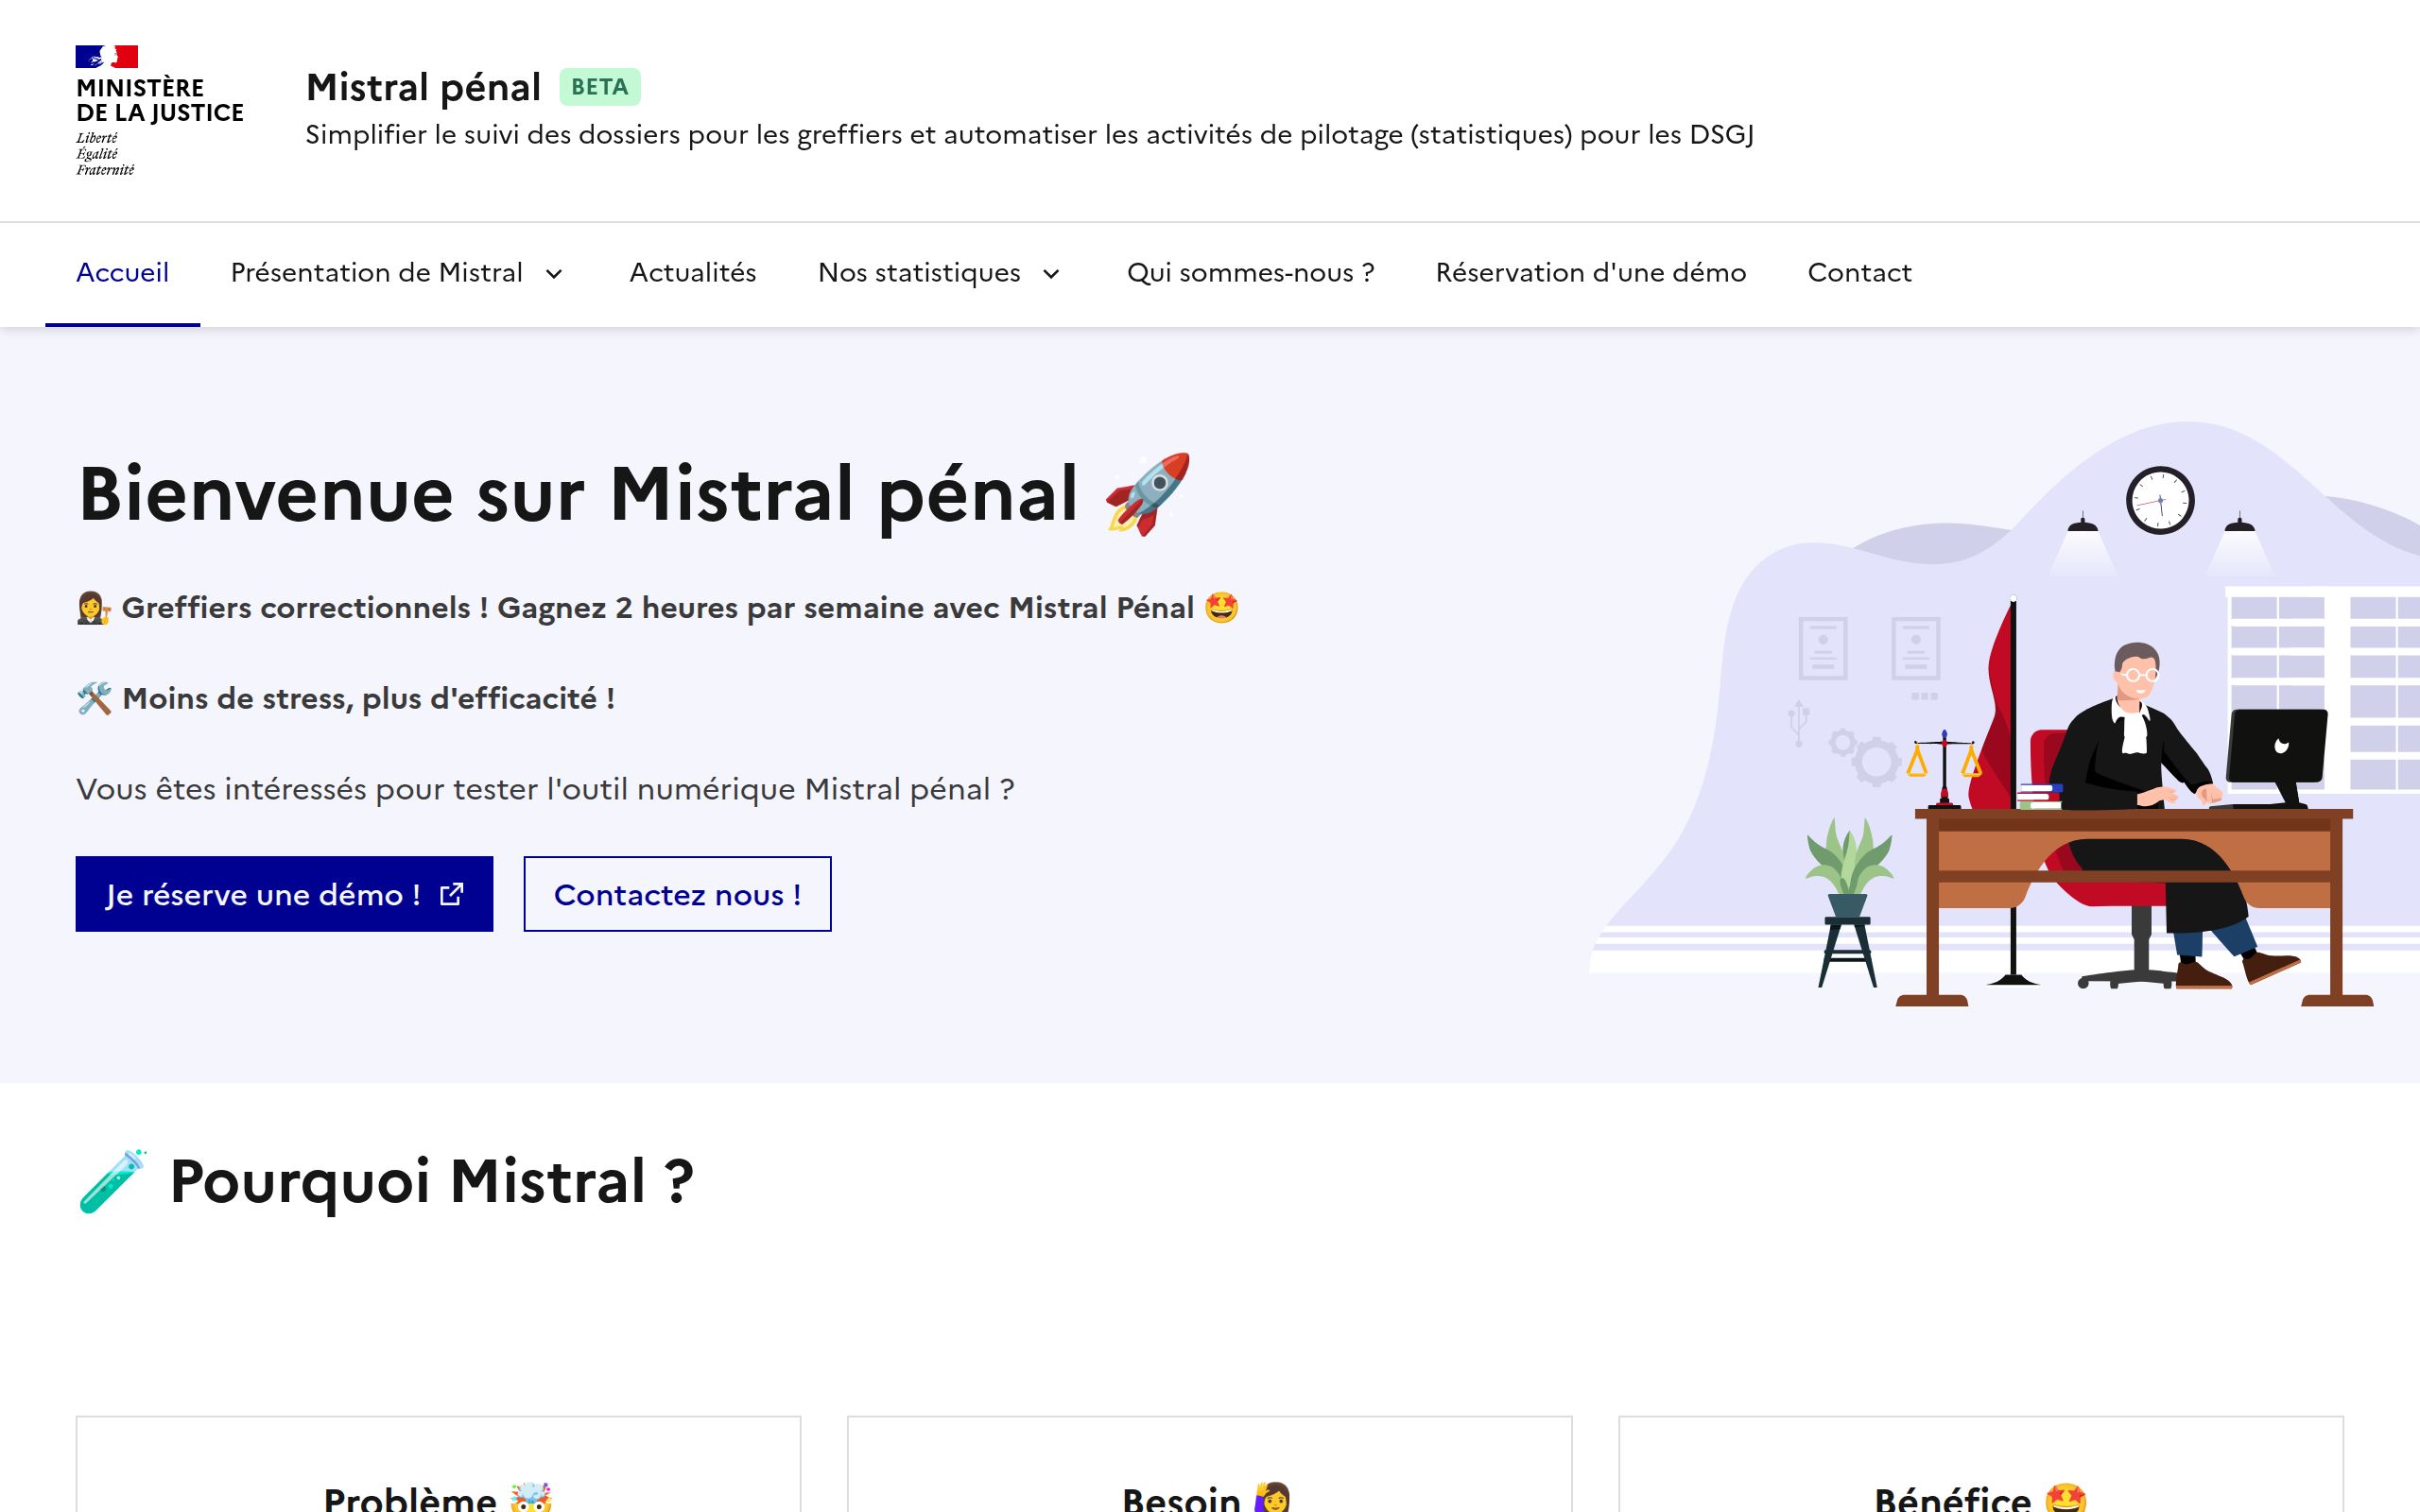 MINISTÈRE
DE LA JUSTICE
Liberté
Égalité
Fraternité
Mistral pénal BETA
Simplifier le suivi des dossiers pour les greffiers et automatiser les activités de pilotage (statistiques) pour les DSGJ
Accueil Présentation de Mistral Actualités Nos statistiques Qui sommes-nous ? Réservation d'une démo Contact
Bienvenue sur Mistral pénal 🚀
👩‍⚖️ Greffiers correctionnels ! Gagnez 2 heures par semaine avec Mistral Pénal 🤩
🛠️ Moins de stress, plus d'efficacité !
Vous êtes intéressés pour tester l'outil numérique Mistral pénal ?
Je réserve une démo ! Contactez nous !
🧪 Pourquoi Mistral ?
Problème 🤯 Besoin 🙋‍♀️ Bénéfice 🤩